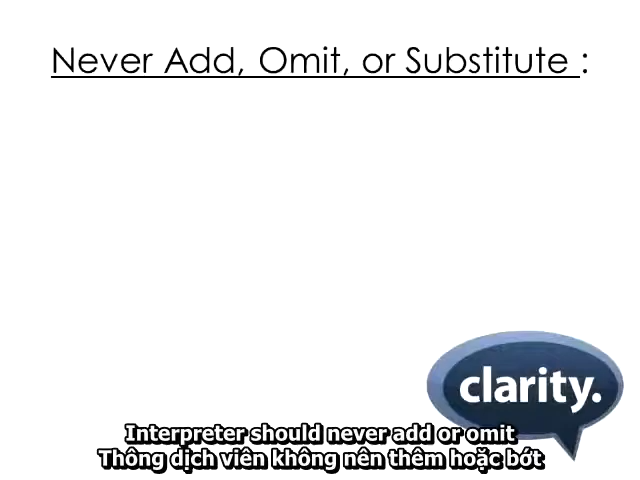 Never Add, Omit, or Substitute :
clarity.
Interpreter should never add or omit
Thông dịch viên không nên thêm hoặc bớt